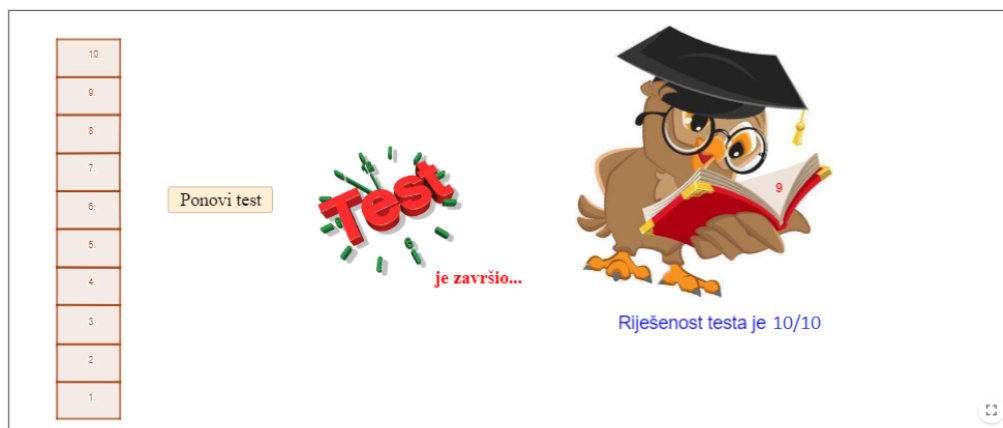 10.
9.
8.
7.
6.
5.
4.
3.
2.
1.
Ponovi test
Test
je završio...
9
Riješenost testa je 10/10